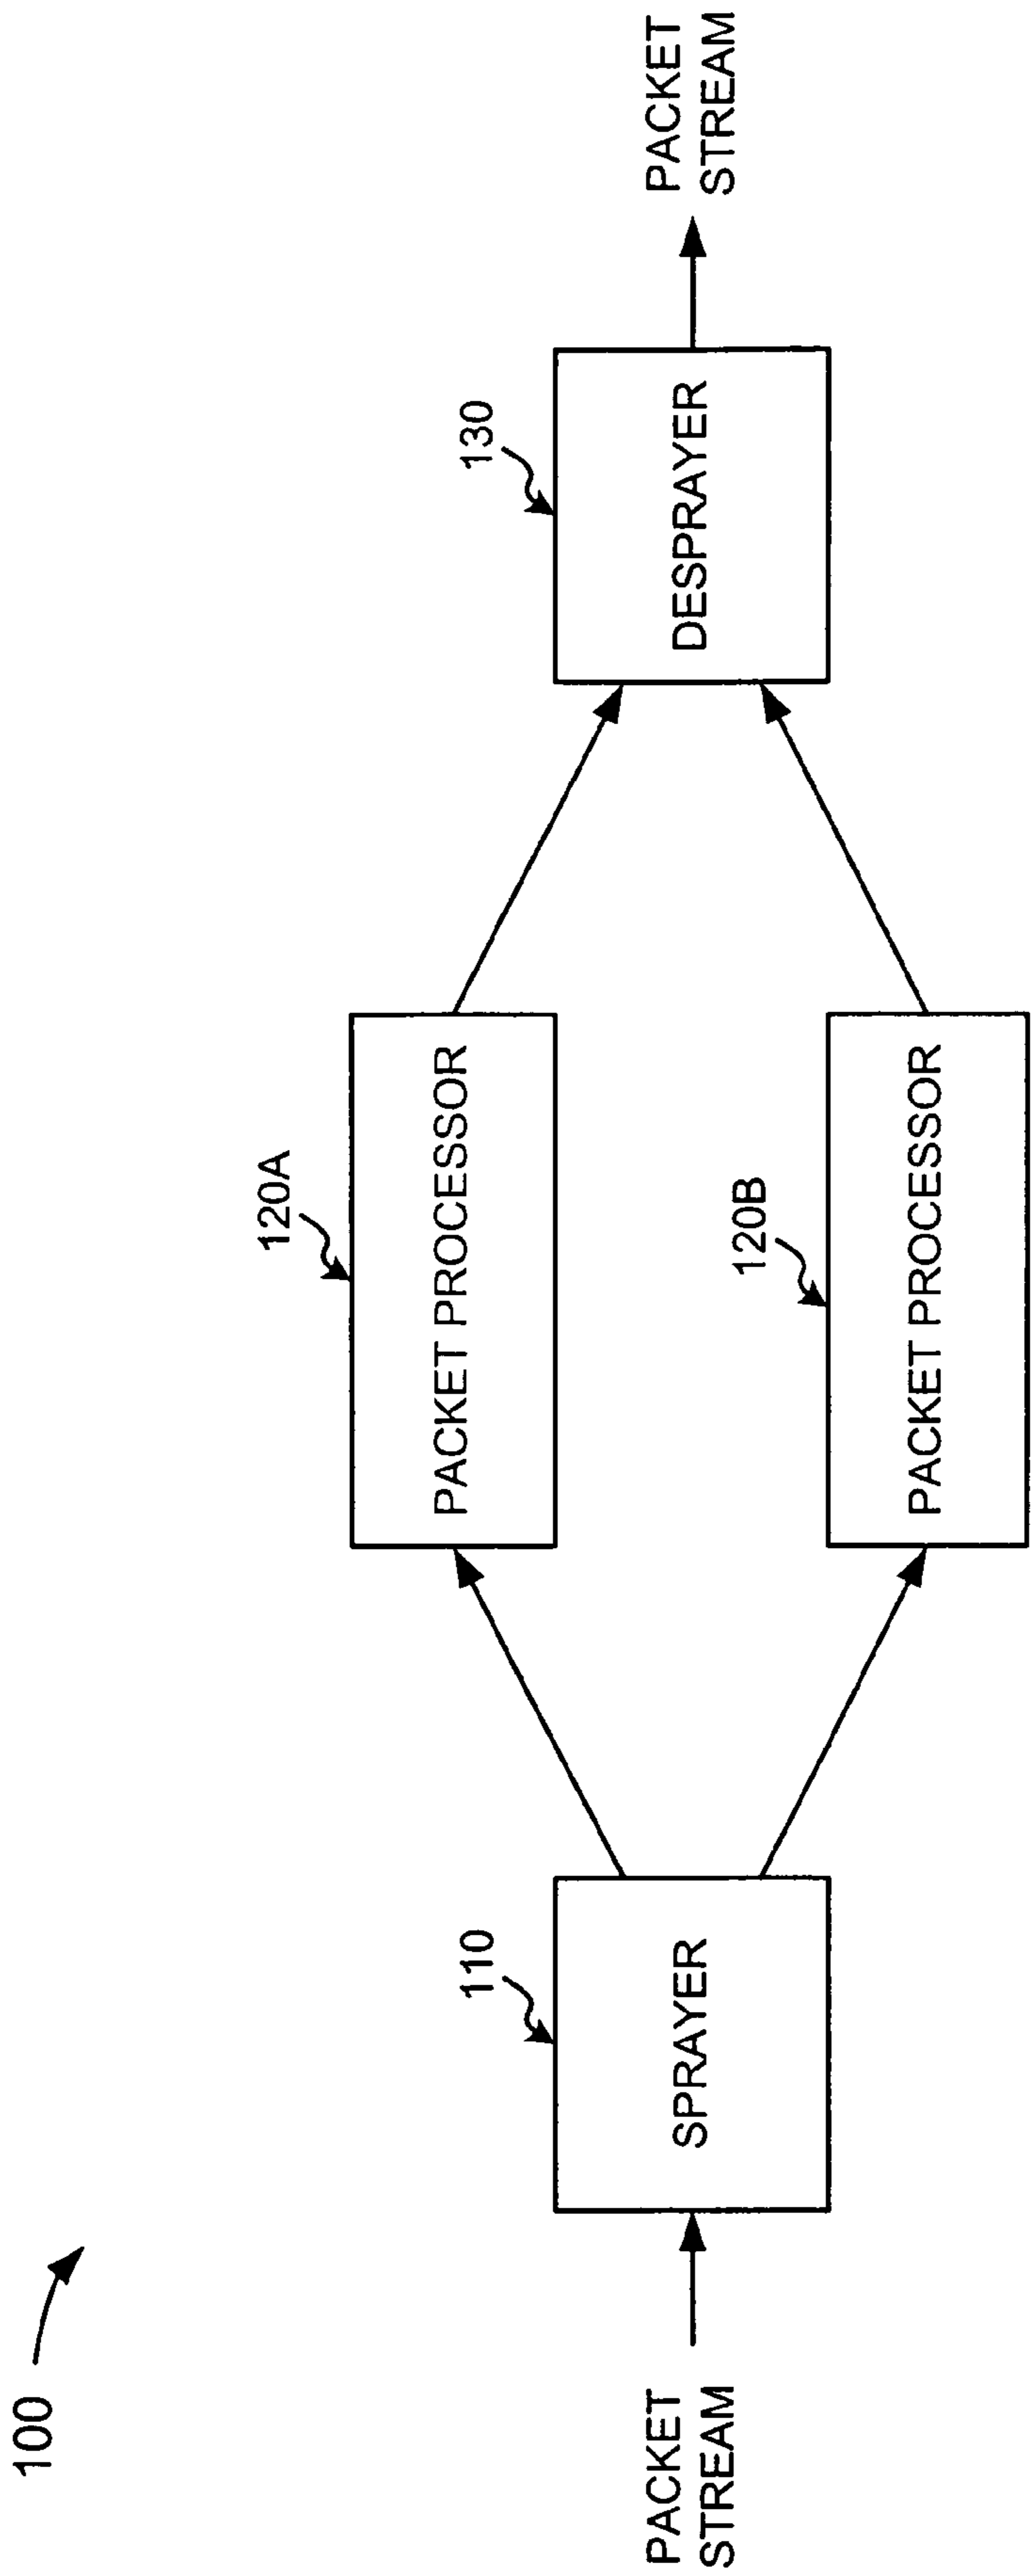 100
PACKET
STREAM
110
SPRAYER
120A
PACKET PROCESSOR
120B
PACKET PROCESSOR
130
DESPRAYER
PACKET
STREAM